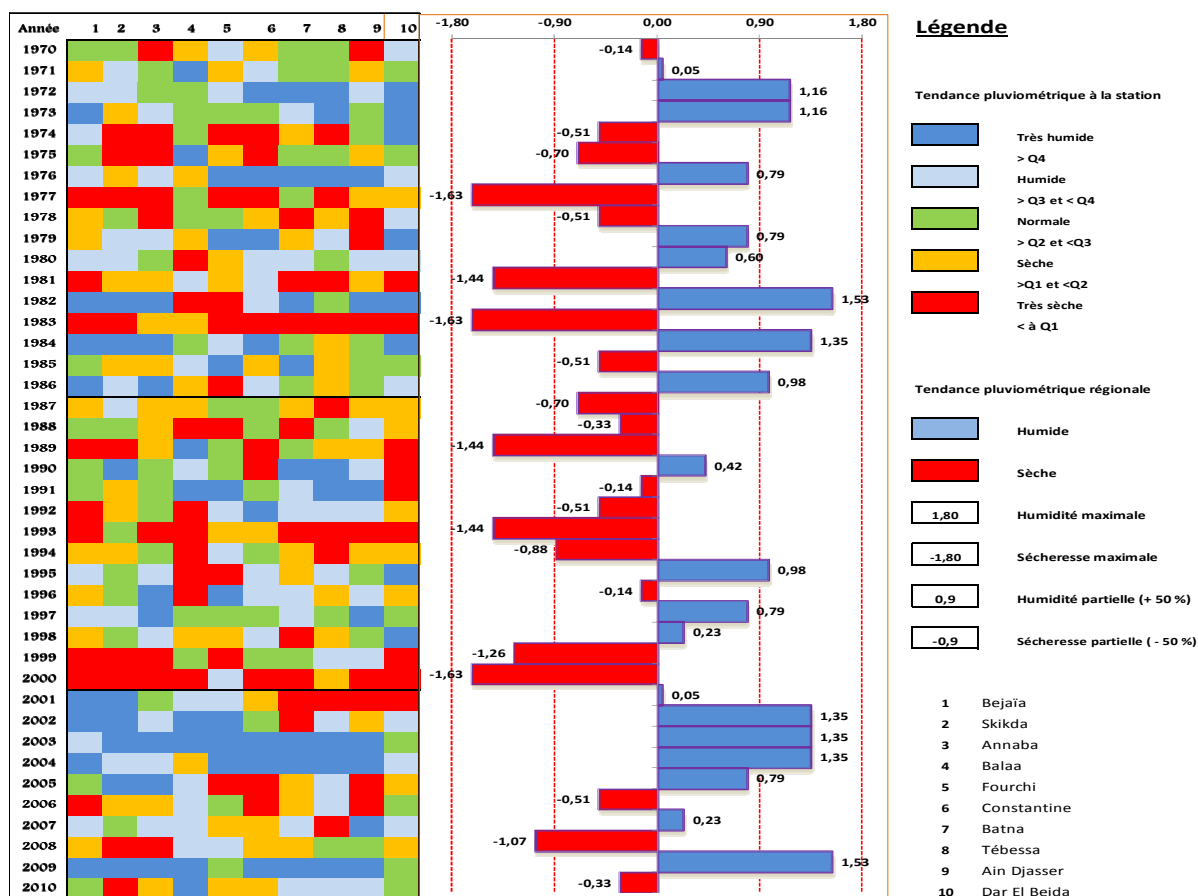 Année 1 2 3 4 5 6 7 8 9 10
1970
1971
1972
1973
1974
1975
1976
1977
1978
1979
1980
1981
1982
1983
1984
1985
1986
1987
1988
1989
1990
1991
1992
1993
1994
1995
1996
1997
1998
1999
2000
2001
2002
2003
2004
2005
2006
2007
2008
2009
2010
-1,80 -0,90 0,00 0,90 1,80
-0,14
0,05
1,16
1,16
-0,51
-0,70
0,79
-1,63
-0,51
0,79
0,60
-1,44
1,53
-1,63
1,35
-0,51
0,98
-0,70
-0,33
-1,44
0,42
-0,14
-0,51
-1,44
-0,88
0,98
-0,14
0,79
0,23
-1,26
-1,63
0,05
1,35
1,35
1,35
0,79
-0,51
0,23
-1,07
1,53
-0,33
Légende
Tendance pluviométrique à la station
Très humide
> Q4
Humide
> Q3 et < Q4
Normale
> Q2 et <Q3
Sèche
>Q1 et <Q2
Très sèche
< à Q1
Tendance pluviométrique régionale
Humide
Sèche
1,80 Humidité maximale
-1,80 Sécheresse maximale
0,9 Humidité partielle (+ 50 %)
-0,9 Sécheresse partielle ( - 50 %)
1 Bejaïa
2 Skikda
3 Annaba
4 Balaa
5 Fourchi
6 Constantine
7 Batna
8 Tébessa
9 Ain Djasser
10 Dar El Beida